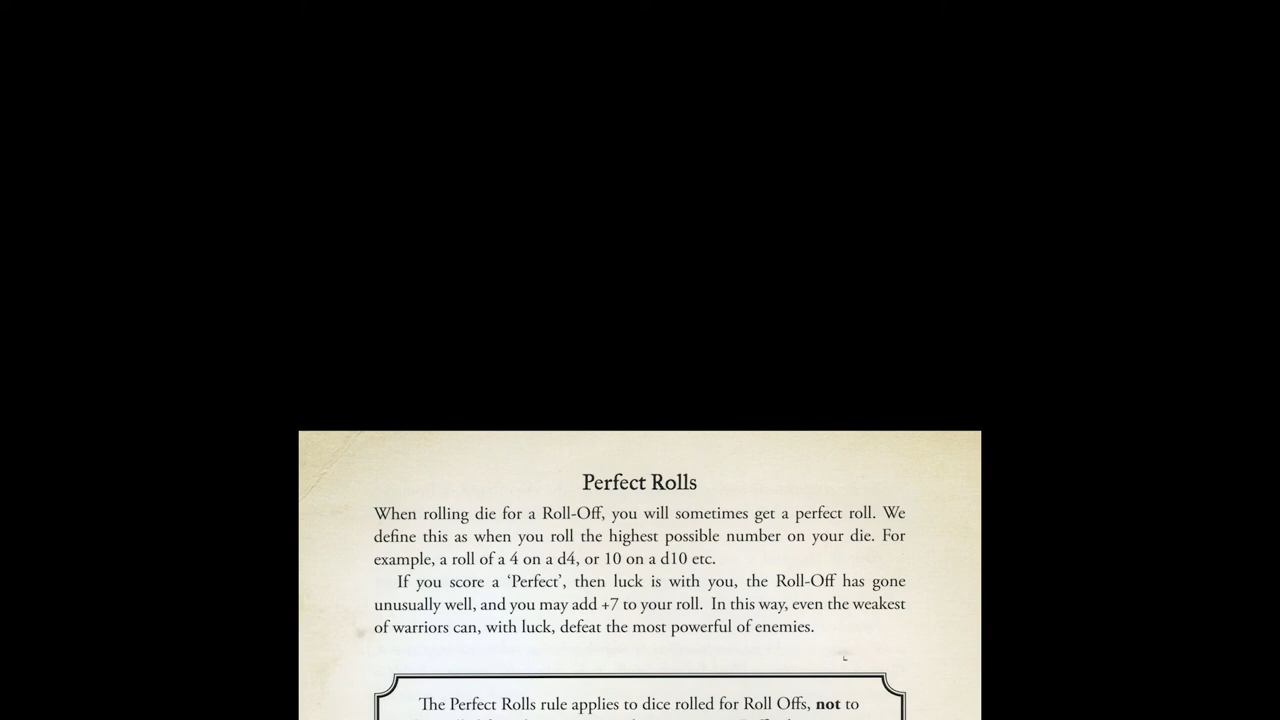 Perfect Rolls
When rolling die for a Roll-Off, you will sometimes get a perfect roll. We
define this as when you roll the highest possible number on your die. For
example, a roll of a 4 on a d4, or 10 on a d10 etc.
If you score a ‘Perfect’, then luck is with you, the Roll-Off has gone
unusually well, and you may add +7 to your roll. In this way, even the weakest
of warriors can, with luck, defeat the most powerful of enemies.
The Perfect Rolls rule applies to dice rolled for Roll Offs, not to